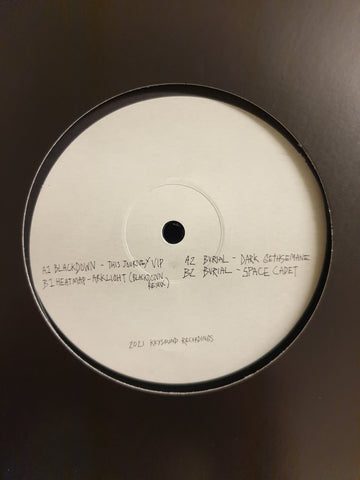 A1 BLACKDOWN - THIS JOURNEY VIP
B1 HEATMAP - ARKLIGHT (BLACKDOWN
REMIX)
A2 BURIAL - DARK GETHSEMANE
B2 BURIAL - SPACE CADET
2021 KEYSOUND RECORDINGS